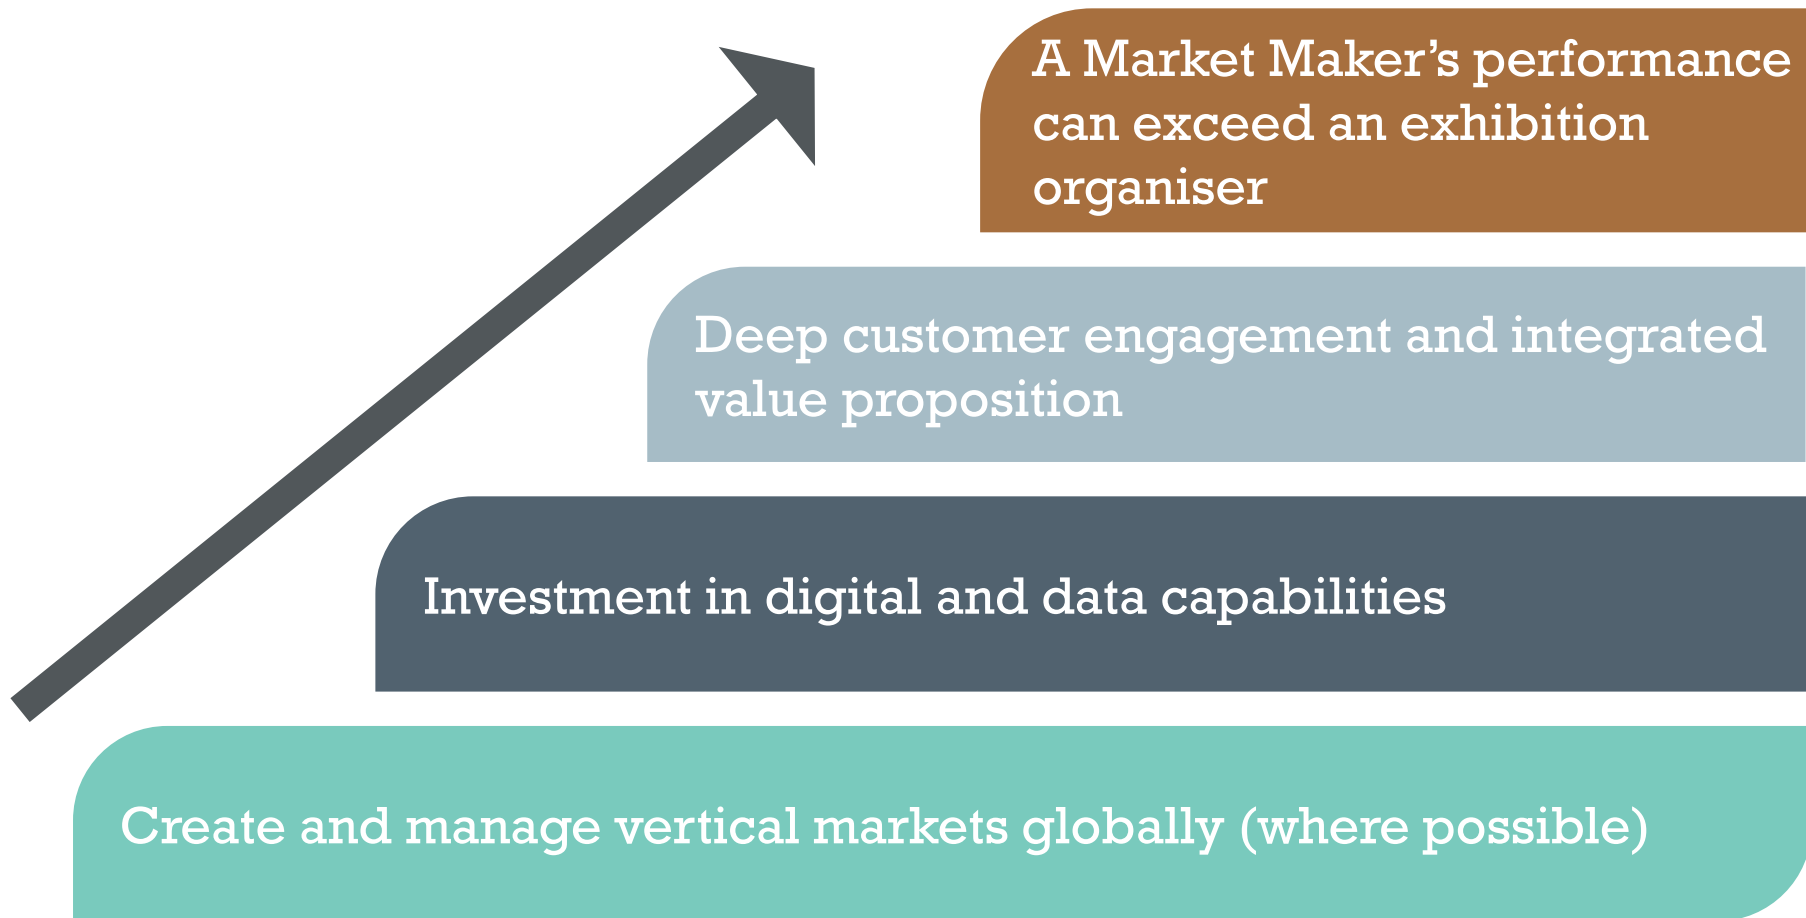 A Market Maker’s performance
can exceed an exhibition
organiser
Deep customer engagement and integrated
value proposition
Investment in digital and data capabilities
Create and manage vertical markets globally (where possible)